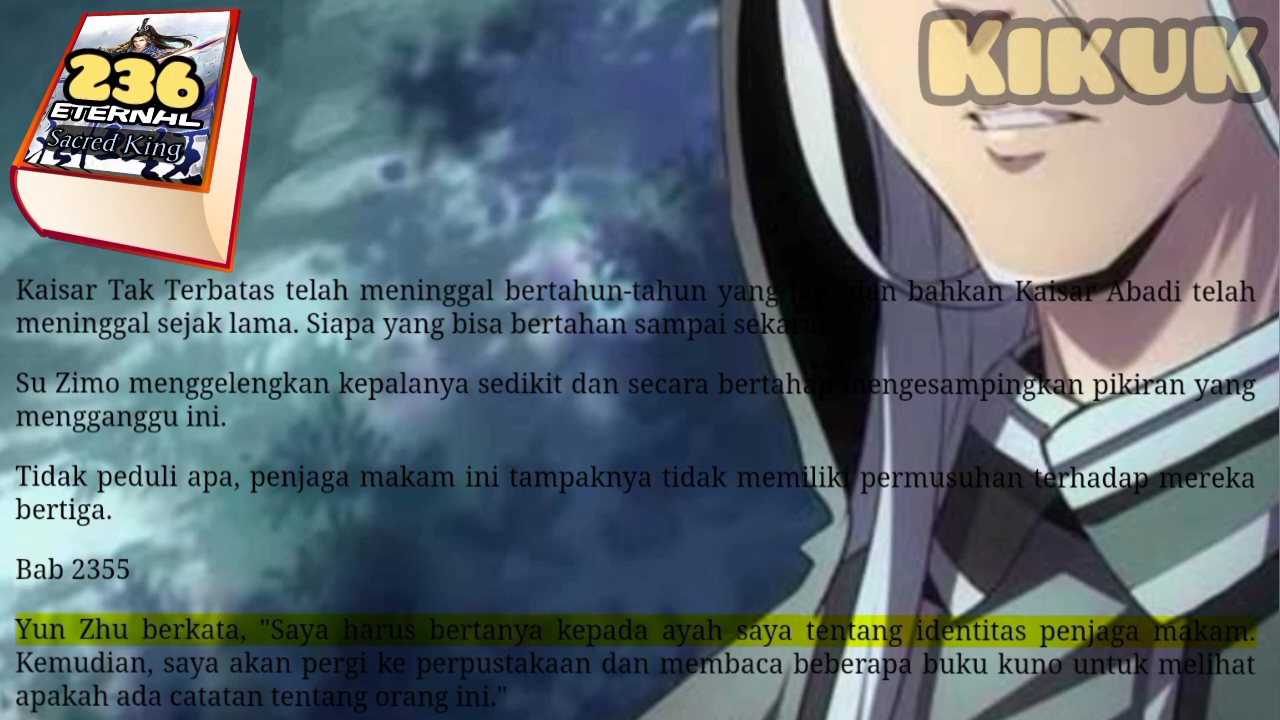 236
ETERNAL
Sacred King
KIKUK
Kaisar Tak Terbatas telah meninggal bertahun-tahun yang dan bahkan Kaisar Abadi telah
meninggal sejak lama. Siapa yang bisa bertahan sampai sekarang
Su Zimo menggelengkan kepalanya sedikit dan secara bertahap mengesampingkan pikiran yang
mengganggu ini.
Tidak peduli apa, penjaga makam ini tampaknya tidak memiliki permusuhan terhadap mereka
bertiga.
Bab 2355
Yun Zhu berkata, "Saya harus bertanya kepada ayah saya tentang identitas penjaga makam.
Kemudian, saya akan pergi ke perpustakaan dan membaca beberapa buku kuno untuk melihat
apakah ada catatan tentang orang ini."